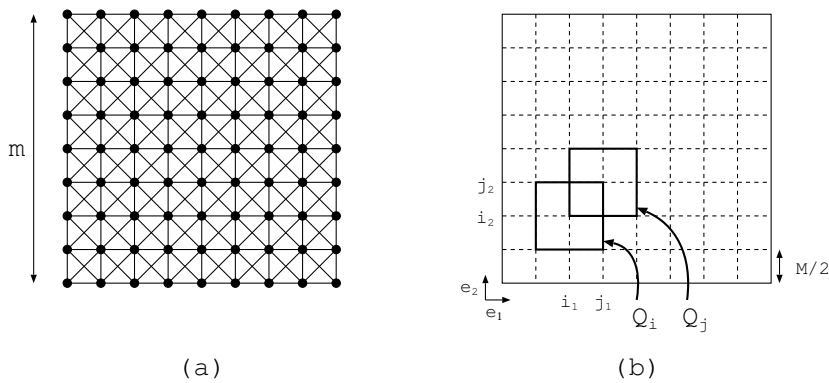 m
j₂
i₂
M/2
e₂
e₁
i₁
j₁
Qᵢ
Qⱼ
(a)
(b)